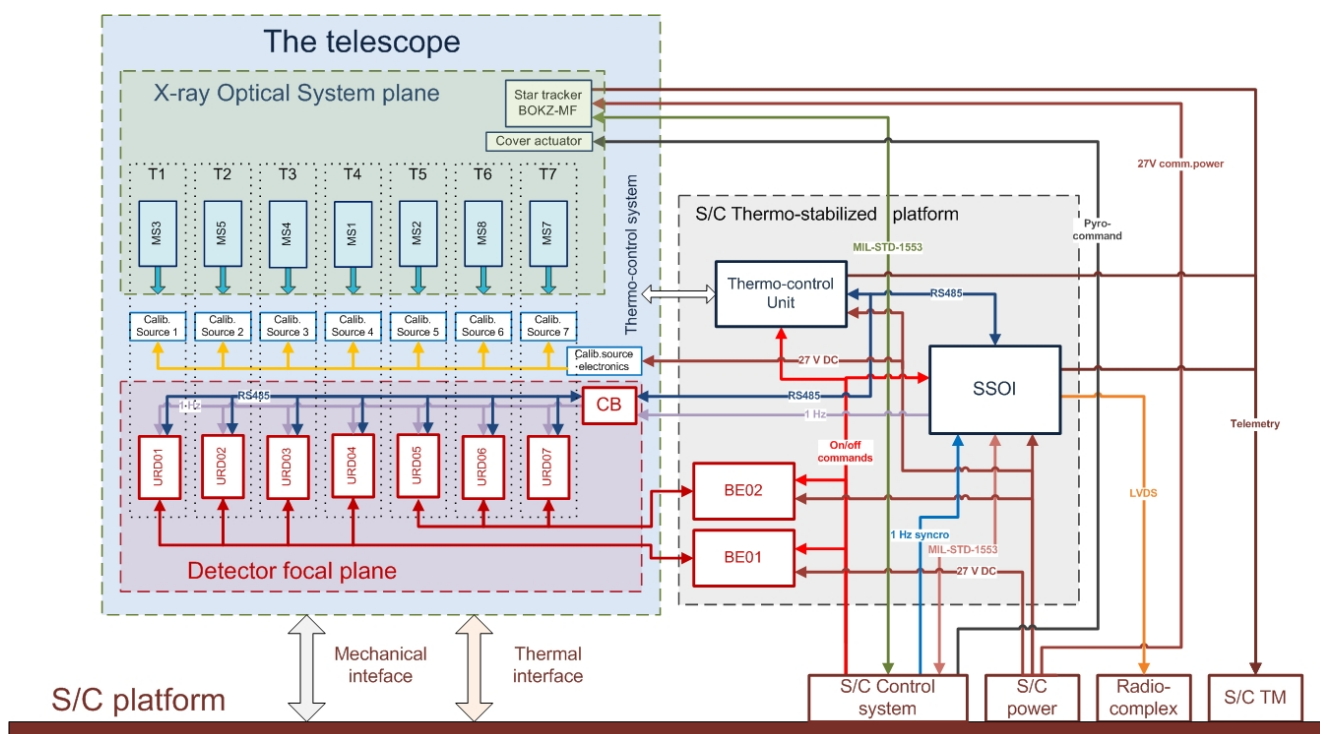 The telescope
X-ray Optical System plane
Star tracker
BOKZ-MF
Cover actuator
27V comm.power
T1
T2
T3
T4
T5
T6
T7
MS3
MS5
MS4
MS1
MS2
MS8
MS7
Thermo-control system
S/C Thermo-stabilized platform
Pyro-
command
MIL-STD-1553
Thermo-control
Unit
RS485
Calib.
Source 1
Calib.
Source 2
Calib.
Source 3
Calib.
Source 4
Calib.
Source 5
Calib.
Source 6
Calib.
Source 7
Calib.source
electronics
27 V DC
SSOI
RS485
1 Hz
RS485
CB
1 Hz
Telemetry
URD01
URD02
URD03
URD04
URD05
URD06
URD07
On/off
commands
BE02
LVDS
1 Hz syncro
MIL-STD-1553
BE01
27 V DC
Detector focal plane
Mechanical
inteface
Thermal
interface
S/C platform
S/C Control
system
S/C
power
Radio-
complex
S/C TM